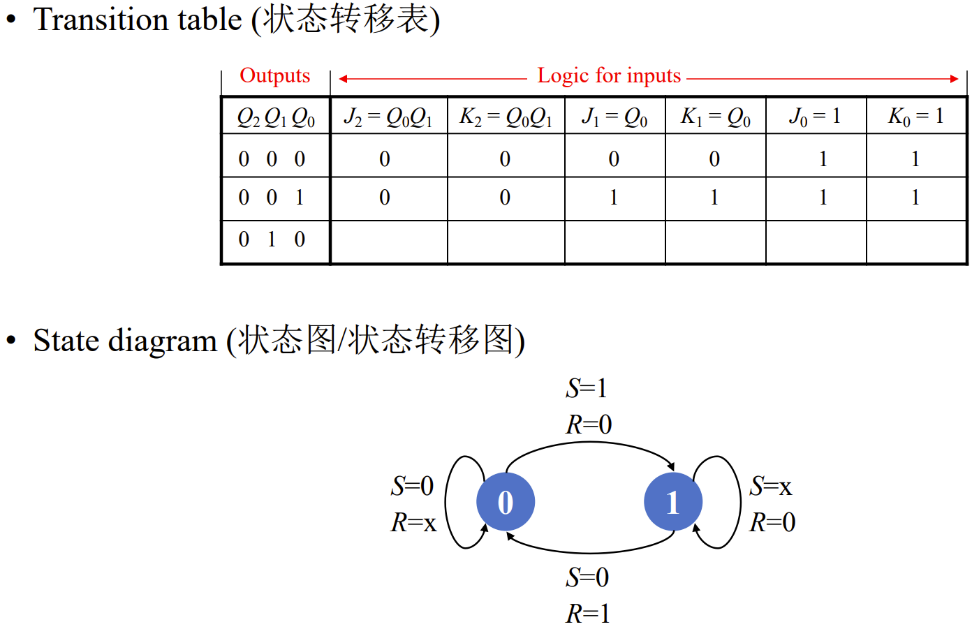 • Transition table (状态转移表)
Outputs Logic for inputs
Q₂ Q₁ Q₀ J₂ = Q₀Q₁ K₂ = Q₀Q₁ J₁ = Q₀ K₁ = Q₀ J₀ = 1 K₀ = 1
0 0 0 0 0 0 0 1 1
0 0 1 0 0 1 1 1 1
0 1 0
• State diagram (状态图/状态转移图)
S=1
R=0
S=0
R=x
0
1
S=x
R=0
S=0
R=1